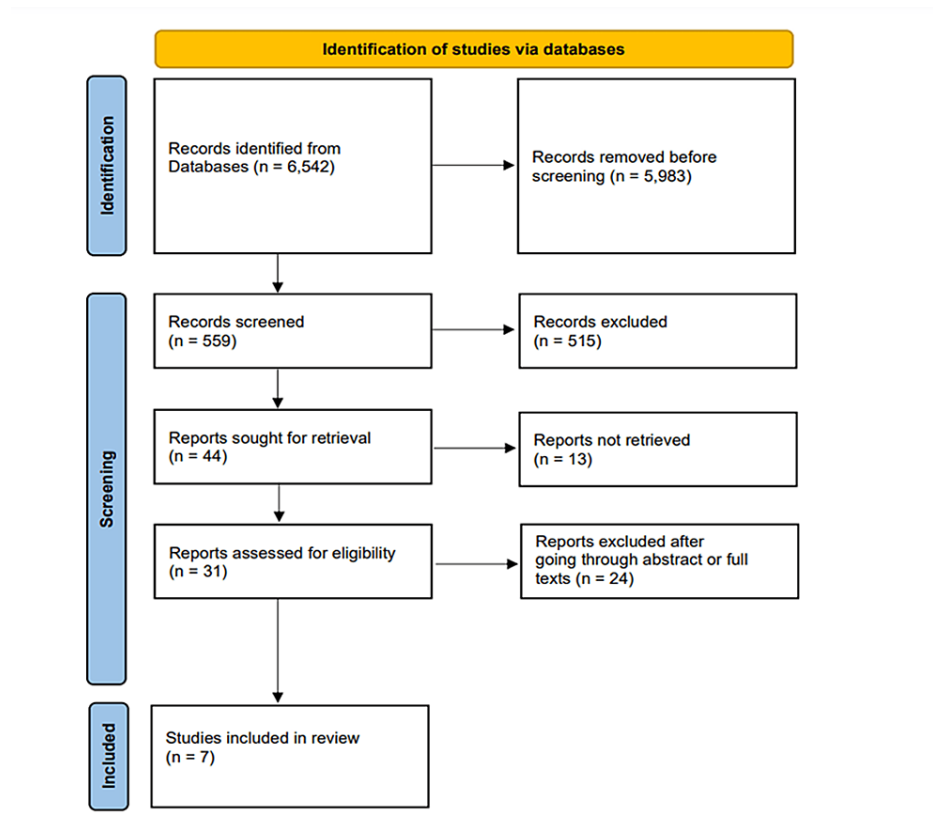 Identification of studies via databases
Identification
Records identified from
Databases (n = 6,542)
Records removed before
screening (n = 5,983)
Screening
Records screened
(n = 559)
Records excluded
(n = 515)
Reports sought for retrieval
(n = 44)
Reports not retrieved
(n = 13)
Reports assessed for eligibility
(n = 31)
Reports excluded after
going through abstract or full
texts (n = 24)
Included
Studies included in review
(n = 7)